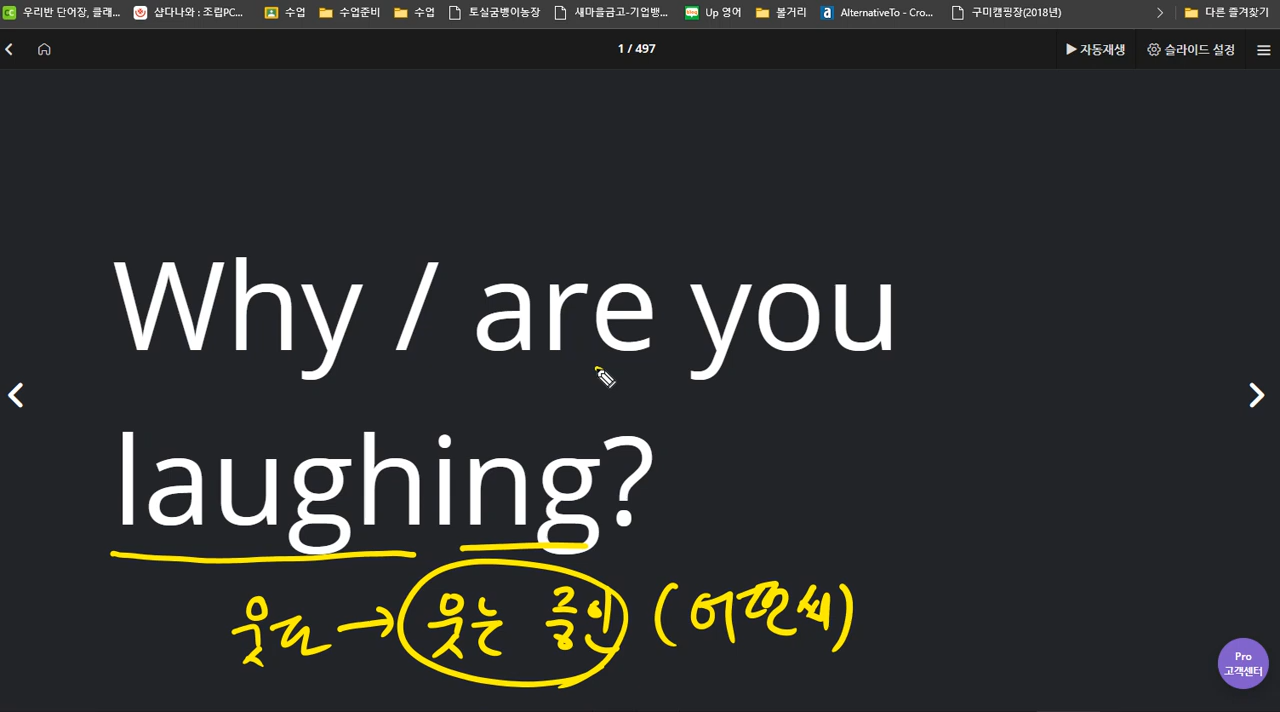 우리반 단어장, 클래... 샵다나와 : 조립PC... 수업 수업준비 수업 토실굼벵이농장 새마을금고-기업뱅... Up 영어 볼거리 AlternativeTo - Cro... 구미캠핑장(2018년) 다른 즐겨찾기
1 / 497 자동재생 슬라이드 설정
Why / are you
laughing?
웃다 → 웃는 중인 (어떤씨)
Pro
고객센터